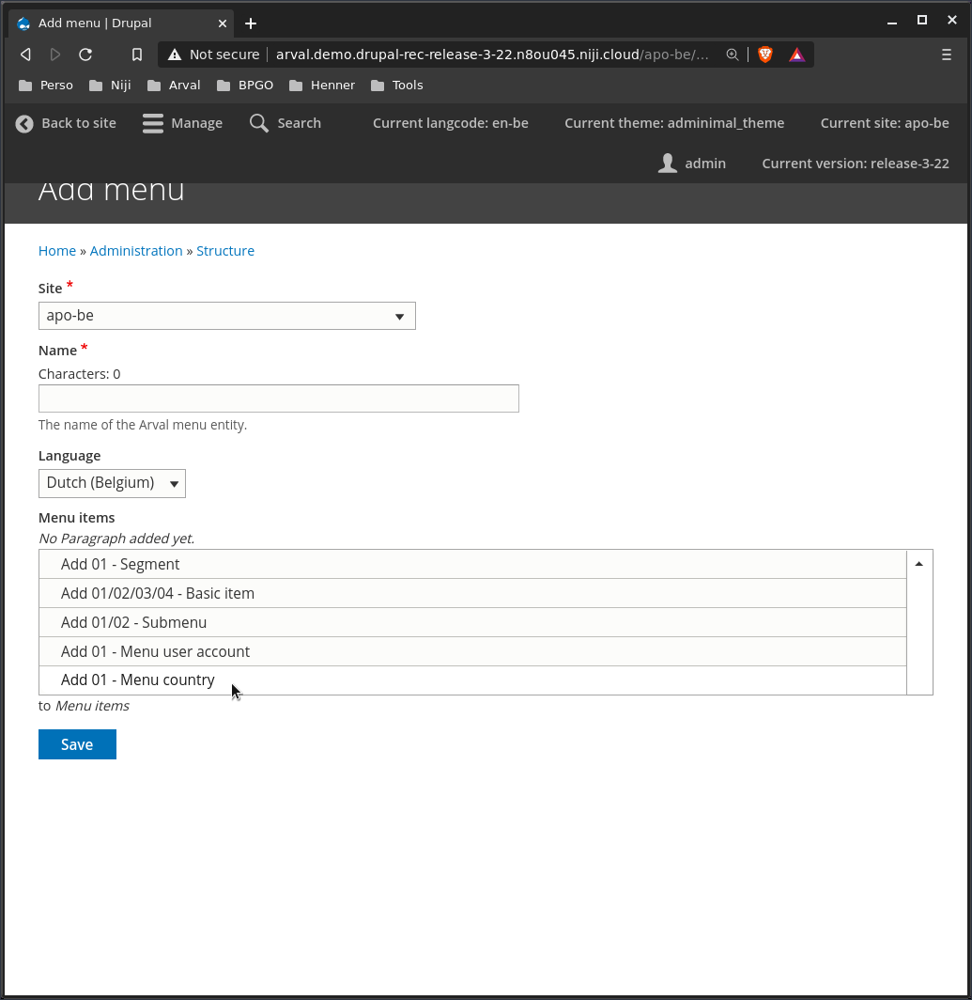 Add menu | Drupal
Not secure arval.demo.drupal-rec-release-3-22.n8ou045.niji.cloud/apo-be/…
Perso Niji Arval BPGO Henner Tools
Back to site Manage Search Current langcode: en-be Current theme: adminimal_theme Current site: apo-be
admin Current version: release-3-22
Add menu
Home » Administration » Structure
Site *
apo-be
Name *
Characters: 0
The name of the Arval menu entity.
Language
Dutch (Belgium)
Menu items
No Paragraph added yet.
Add 01 - Segment
Add 01/02/03/04 - Basic item
Add 01/02 - Submenu
Add 01 - Menu user account
Add 01 - Menu country
to Menu items
Save